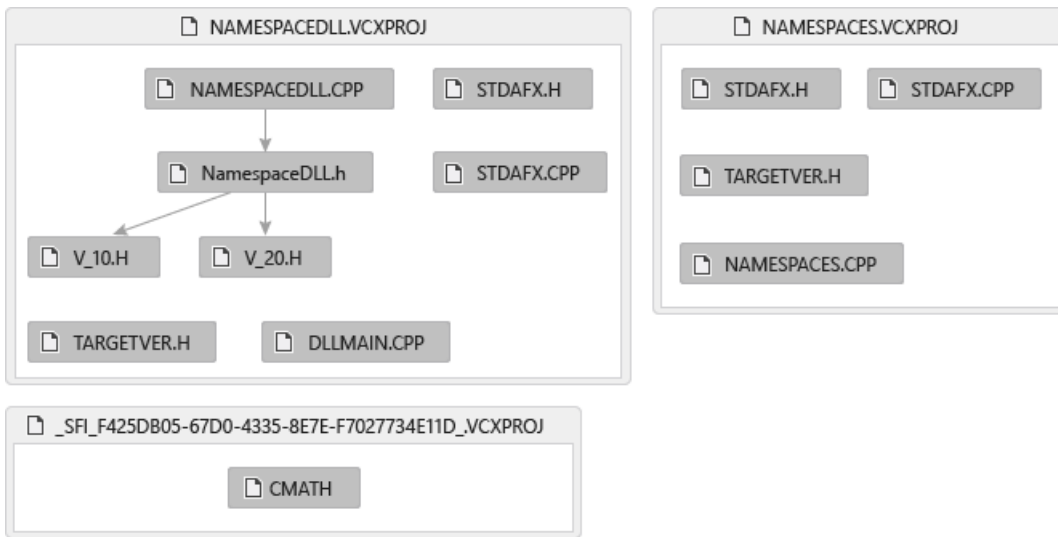 NAMESPACEDLL.VCXPROJ
NAMESPACEDLL.CPP
STDAFX.H
NamespaceDLL.h
STDAFX.CPP
V_10.H
V_20.H
TARGETVER.H
DLLMAIN.CPP
NAMESPACES.VCXPROJ
STDAFX.H
STDAFX.CPP
TARGETVER.H
NAMESPACES.CPP
_SFI_F425DB05-67D0-4335-8E7E-F7027734E11D_.VCXPROJ
CMATH